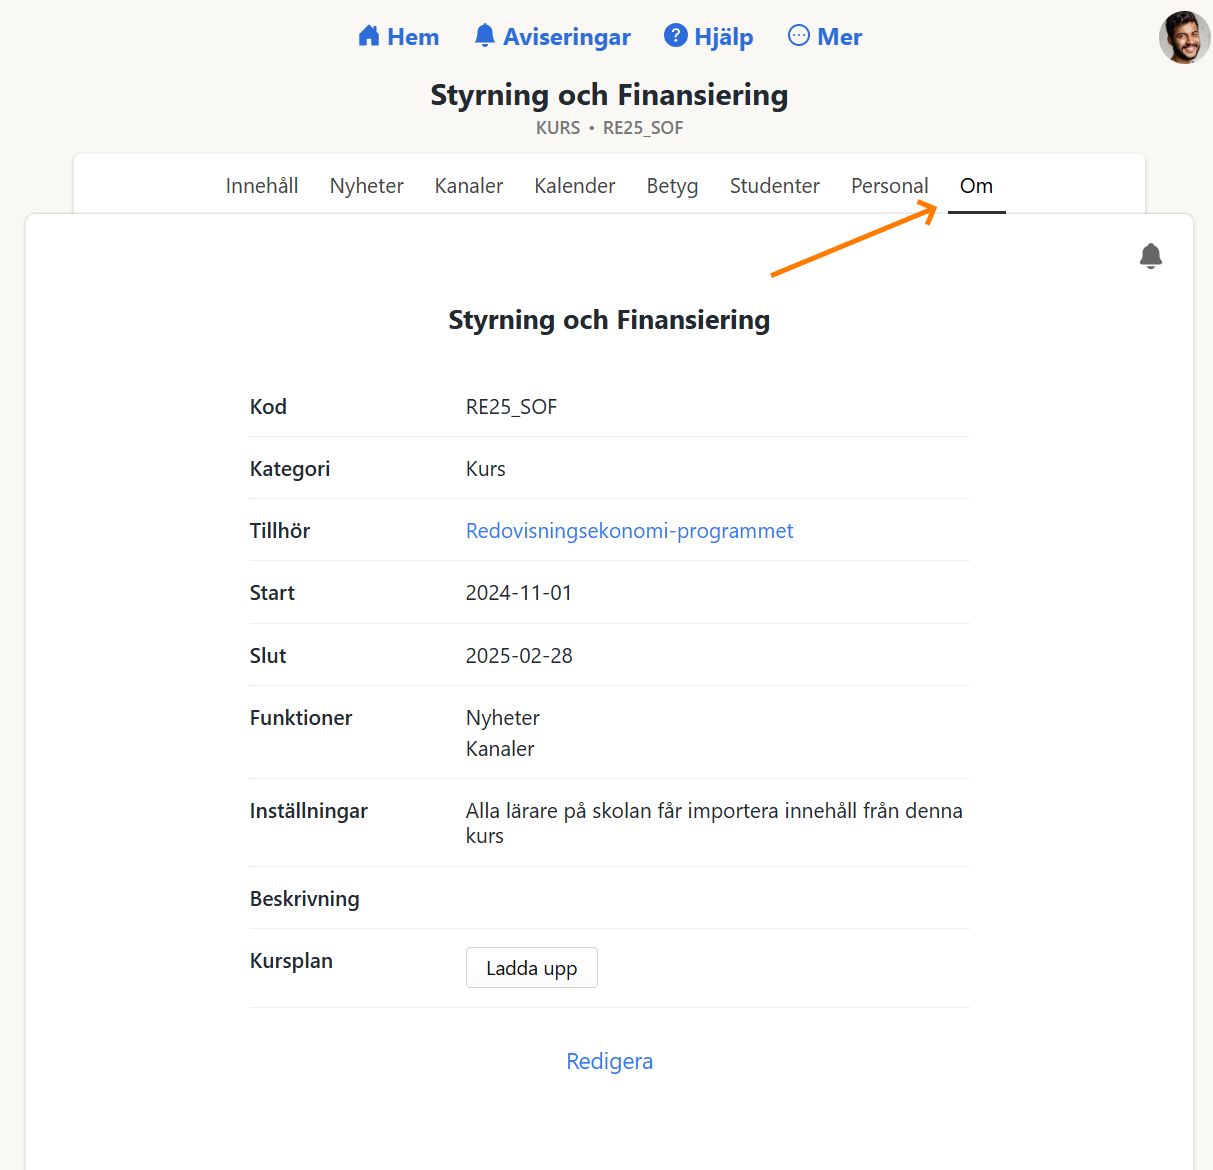 Hem Aviseringar Hjälp Mer
Styrning och Finansiering
KURS • RE25_SOF
Innehåll Nyheter Kanaler Kalender Betyg Studenter Personal Om
Styrning och Finansiering
Kod RE25_SOF
Kategori Kurs
Tillhör Redovisningsekonomi-programmet
Start 2024-11-01
Slut 2025-02-28
Funktioner Nyheter
Kanaler
Inställningar Alla lärare på skolan får importera innehåll från denna
kurs
Beskrivning
Kursplan Ladda upp
Redigera